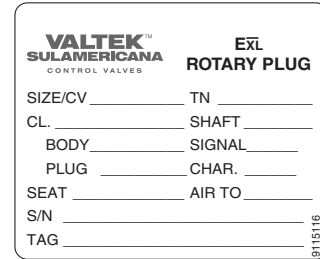 VALTEK™ EXL
SULAMERICANA ROTARY PLUG
CONTROL VALVES
SIZE/CV TN
CL. SHAFT
BODY SIGNAL
PLUG CHAR.
SEAT AIR TO
S/N
TAG
9115116